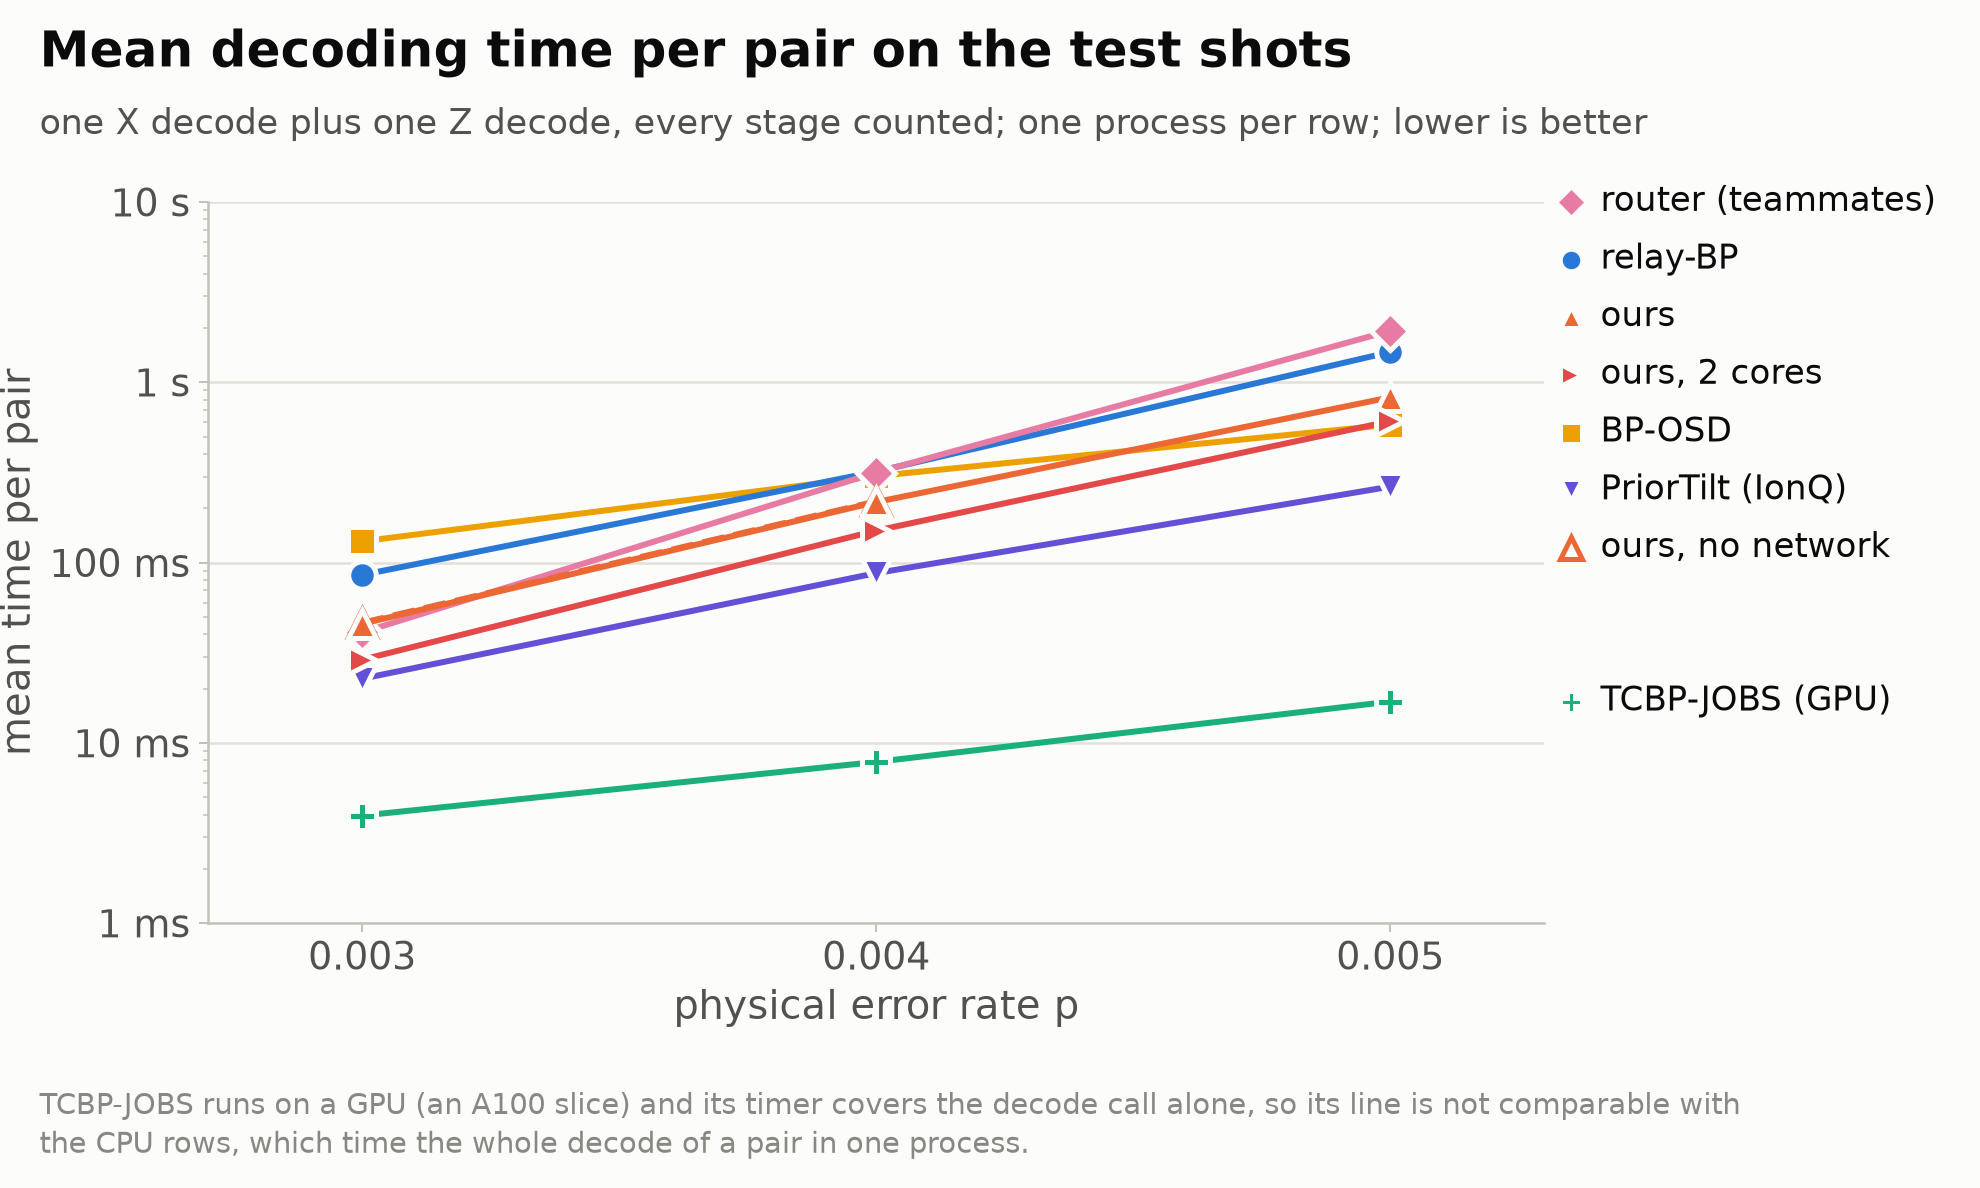 Mean decoding time per pair on the test shots
one X decode plus one Z decode, every stage counted; one process per row; lower is better
mean time per pair
10 s
1 s
100 ms
10 ms
1 ms
0.003
0.004
0.005
physical error rate p
router (teammates)
relay-BP
ours
ours, 2 cores
BP-OSD
PriorTilt (IonQ)
ours, no network
TCBP-JOBS (GPU)
TCBP-JOBS runs on a GPU (an A100 slice) and its timer covers the decode call alone, so its line is not comparable with
the CPU rows, which time the whole decode of a pair in one process.